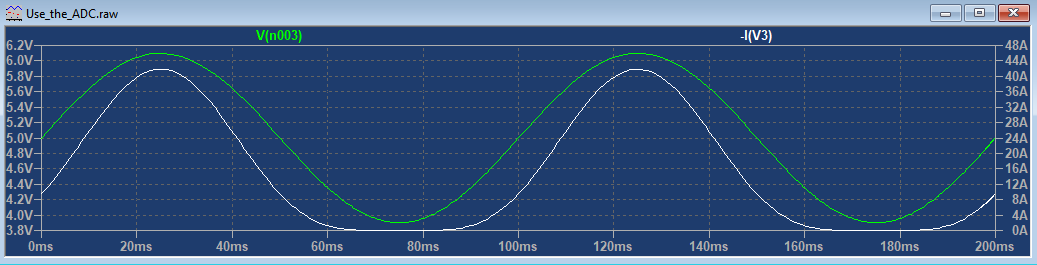 Use_the_ADC.raw
V(n003) -I(V3)
6.2V 48A
6.0V 44A
5.8V 40A
5.6V 36A
5.4V 32A
5.2V 28A
5.0V 24A
4.8V 20A
4.6V 16A
4.4V 12A
4.2V 8A
4.0V 4A
3.8V 0A
0ms 20ms 40ms 60ms 80ms 100ms 120ms 140ms 160ms 180ms 200ms